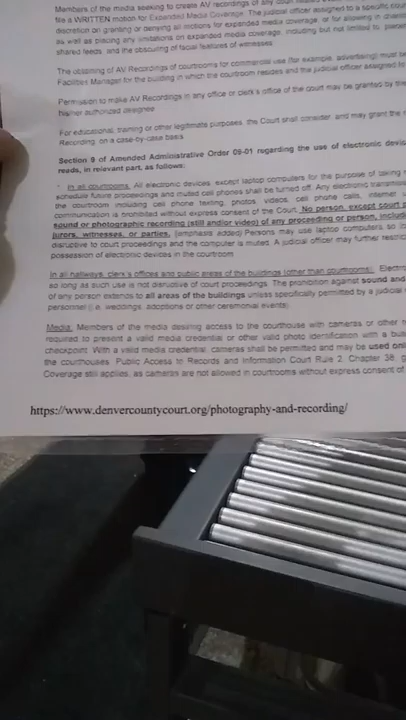 Members of the media seeking to create AV recordings of any court
file a WRITTEN motion for Expanded Media Coverage. The judicial officer assigned to a specific cou
discretion on granting or denying all motions for expanded media coverage, or for allowing in
as well as placing any limitations on expanded media coverage, including but not limited to,
shared feeds, and the obscuring of facial features of witnesses.
The obtaining of AV Recordings of courtrooms for commercial use (for example, advertising) must be
Facilities Manager for the building in which the courtroom resides and the judicial officer assigned to
Permission to make AV Recordings in any office or clerk's office of the court may be granted by the
his/her authorized designee.
For educational, training or other legitimate purposes, the Court shall consider, and may grant the
Recording, on a case-by-case basis.
Section 9 of Amended Administrative Order 09-01 regarding the use of electronic devic
reads, in relevant part, as follows:
In all courtrooms. All electronic devices, except laptop computers for the purpose of taking
schedule future proceedings and muted cell phones shall be turned off. Any electronic
the courtroom including cell phone texting, photos, videos, cell phone calls, internet
communication is prohibited without express consent of the Court. No person, except court
sound or photographic recording (still and/or video) of any proceeding or person, includi
jurors, witnesses, or parties. [emphasis added] Persons may use laptop computers so
disruptive to court proceedings and the computer is muted. A judicial officer may further restric
possession of electronic devices in the courtroom.
In all hallways, clerk's offices and public areas of the buildings (other than courtrooms). Electro
as long as such use is not disruptive of court proceedings. The prohibition against sound and
of any person extends to all areas of the buildings unless specifically permitted by a judicial
personnel (i.e. weddings, adoptions or other ceremonial events).
Media. Members of the media desiring access to the courthouse with cameras or other
required to present a valid media credential or other valid photo identification with a
checkpoint. With a valid media credential, cameras shall be permitted and may be used onl
the courthouses. Public Access to Records and Information Court Rule 2, Chapter 38,
Coverage still applies, as cameras are not allowed in courtrooms without express consent of
https://www.denvercountycourt.org/photography-and-recording/